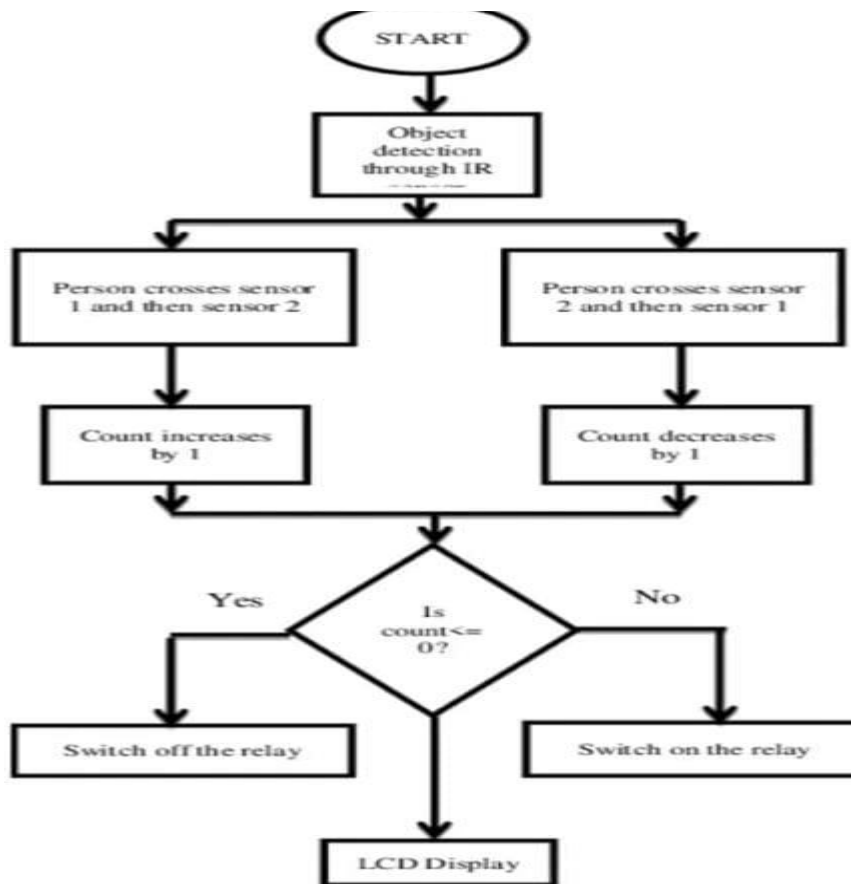 START
Object
detection
through IR
Person crosses sensor
1 and then sensor 2
Person crosses sensor
2 and then sensor 1
Count increases
by 1
Count decreases
by 1
Yes
No
Is
count<=
0?
Switch off the relay
Switch on the relay
LCD Display